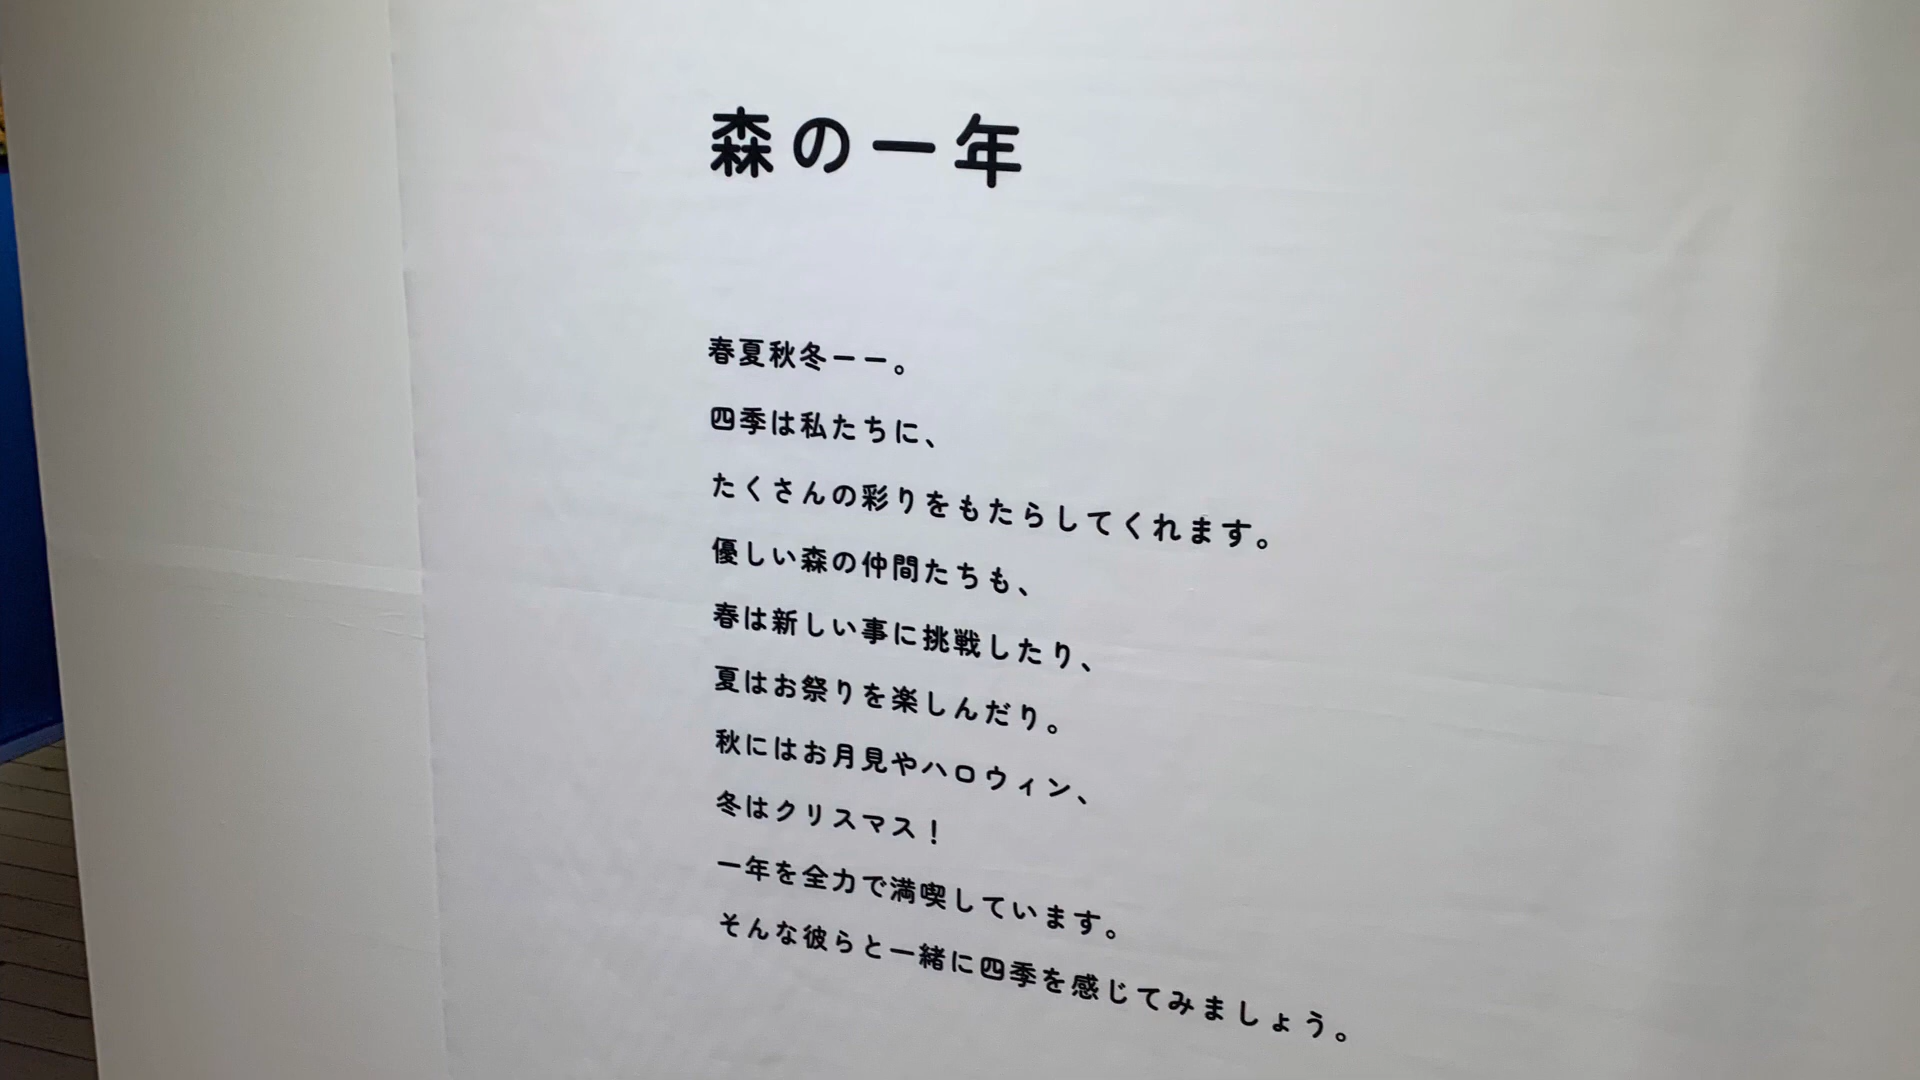 森の一年
春夏秋冬ーー。
四季は私たちに、
たくさんの彩りをもたらしてくれます。
優しい森の仲間たちも、
春は新しい事に挑戦したり、
夏はお祭りを楽しんだり。
秋にはお月見やハロウィン、
冬はクリスマス！
一年を全力で満喫しています。
そんな彼らと一緒に四季を感じてみましょう。